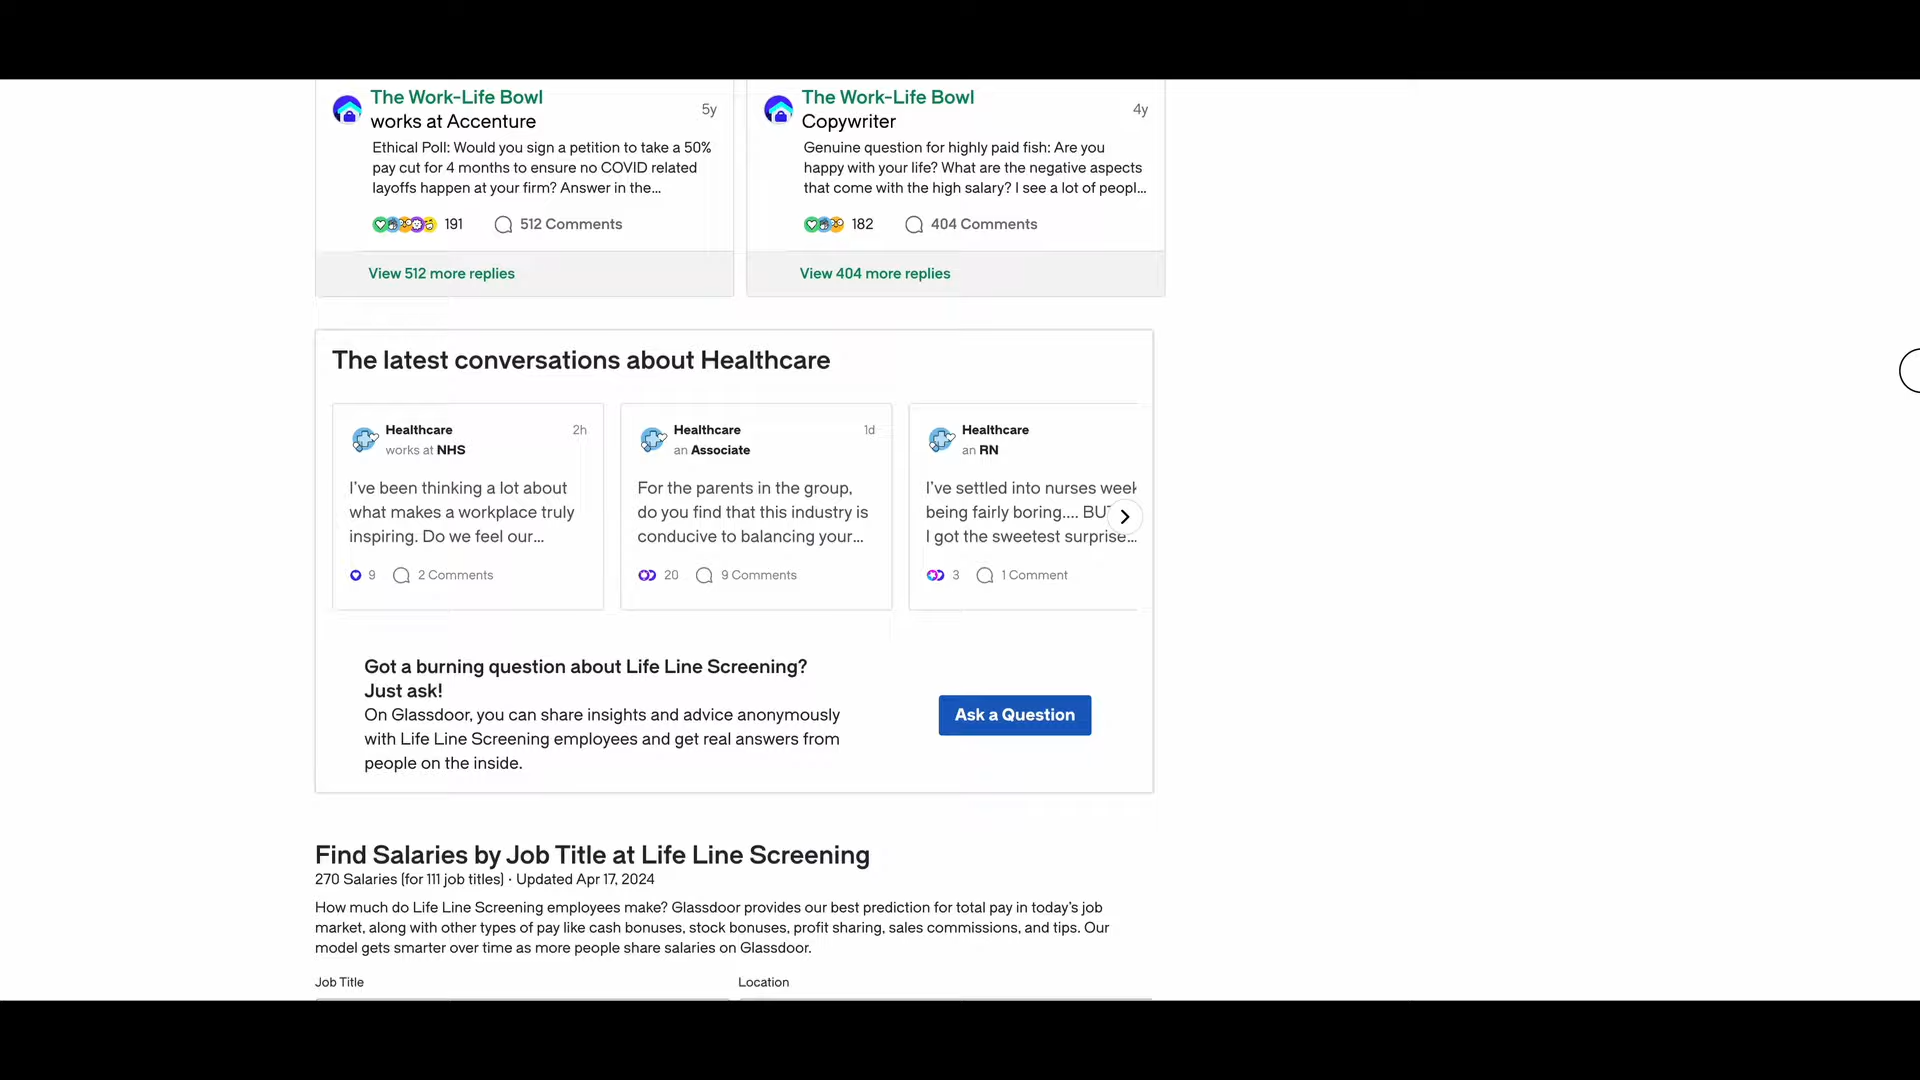 The Work-Life Bowl
5y
works at Accenture
Ethical Poll: Would you sign a petition to take a 50%
pay cut for 4 months to ensure no COVID related
layoffs happen at your firm? Answer in the...
191
512 Comments
View 512 more replies
The Work-Life Bowl
4y
Copywriter
Genuine question for highly paid fish: Are you
happy with your life? What are the negative aspects
that come with the high salary? I see a lot of peopl...
182
404 Comments
View 404 more replies
The latest conversations about Healthcare
Healthcare
2h
works at NHS
I've been thinking a lot about
what makes a workplace truly
inspiring. Do we feel our...
9
2 Comments
Healthcare
1d
an Associate
For the parents in the group,
do you find that this industry is
conducive to balancing your...
20
9 Comments
Healthcare
an RN
I've settled into nurses week
being fairly boring.... BUT
I got the sweetest surprise...
3
1 Comment
Got a burning question about Life Line Screening?
Just ask!
On Glassdoor, you can share insights and advice anonymously
with Life Line Screening employees and get real answers from
people on the inside.
Ask a Question
Find Salaries by Job Title at Life Line Screening
270 Salaries (for 111 job titles) · Updated Apr 17, 2024
How much do Life Line Screening employees make? Glassdoor provides our best prediction for total pay in today's job
market, along with other types of pay like cash bonuses, stock bonuses, profit sharing, sales commissions, and tips. Our
model gets smarter over time as more people share salaries on Glassdoor.
Job Title
Location